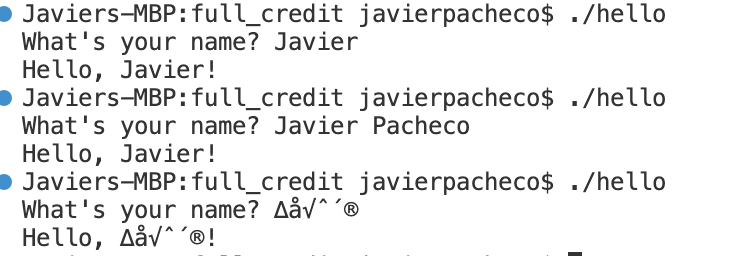 Javiers-MBP:full_credit javierpacheco$ ./hello
What's your name? Javier
Hello, Javier!
Javiers-MBP:full_credit javierpacheco$ ./hello
What's your name? Javier Pacheco
Hello, Javier!
Javiers-MBP:full_credit javierpacheco$ ./hello
What's your name? ∆å√ˆ´®
Hello, ∆å√ˆ´®!